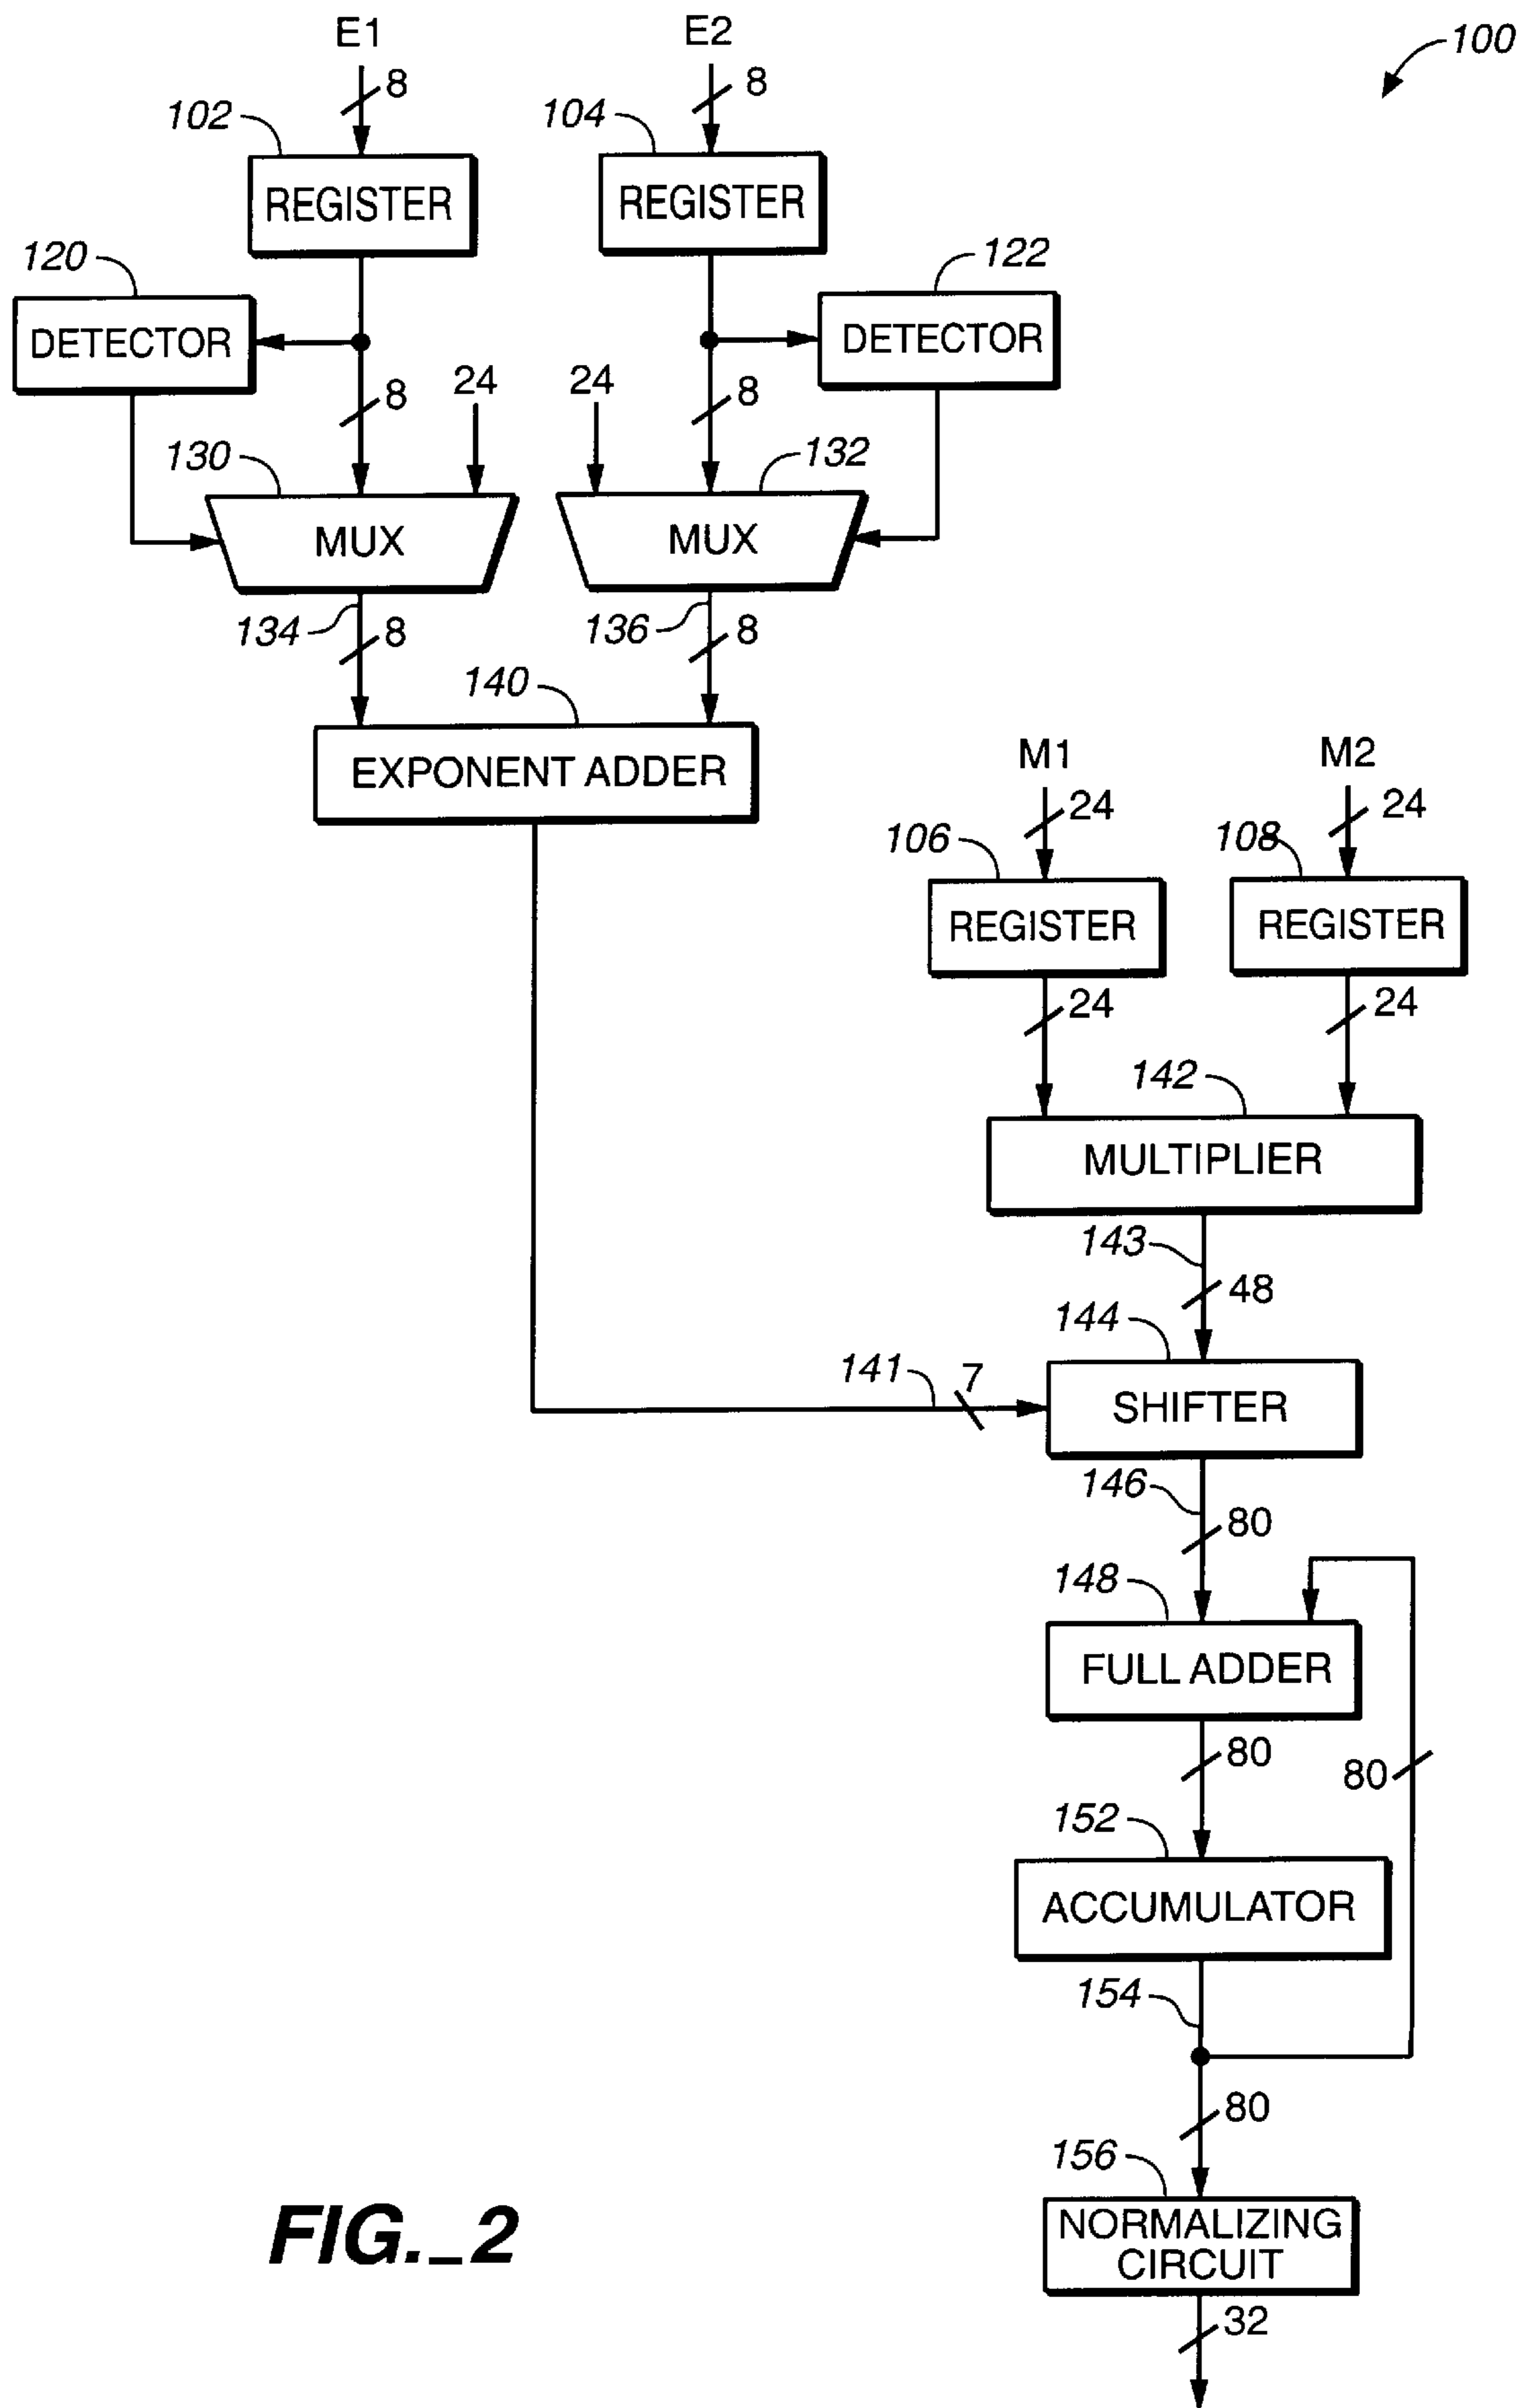 E1
E2
100
8
8
102
104
REGISTER
REGISTER
120
122
DETECTOR
DETECTOR
8
24
24
8
130
132
MUX
MUX
134
8
136
8
140
EXPONENT ADDER
M1
M2
24
24
106
108
REGISTER
REGISTER
24
24
142
MULTIPLIER
143
48
144
141
7
SHIFTER
146
80
148
FULL ADDER
80
80
152
ACCUMULATOR
154
80
156
NORMALIZING
CIRCUIT
32
FIG._2